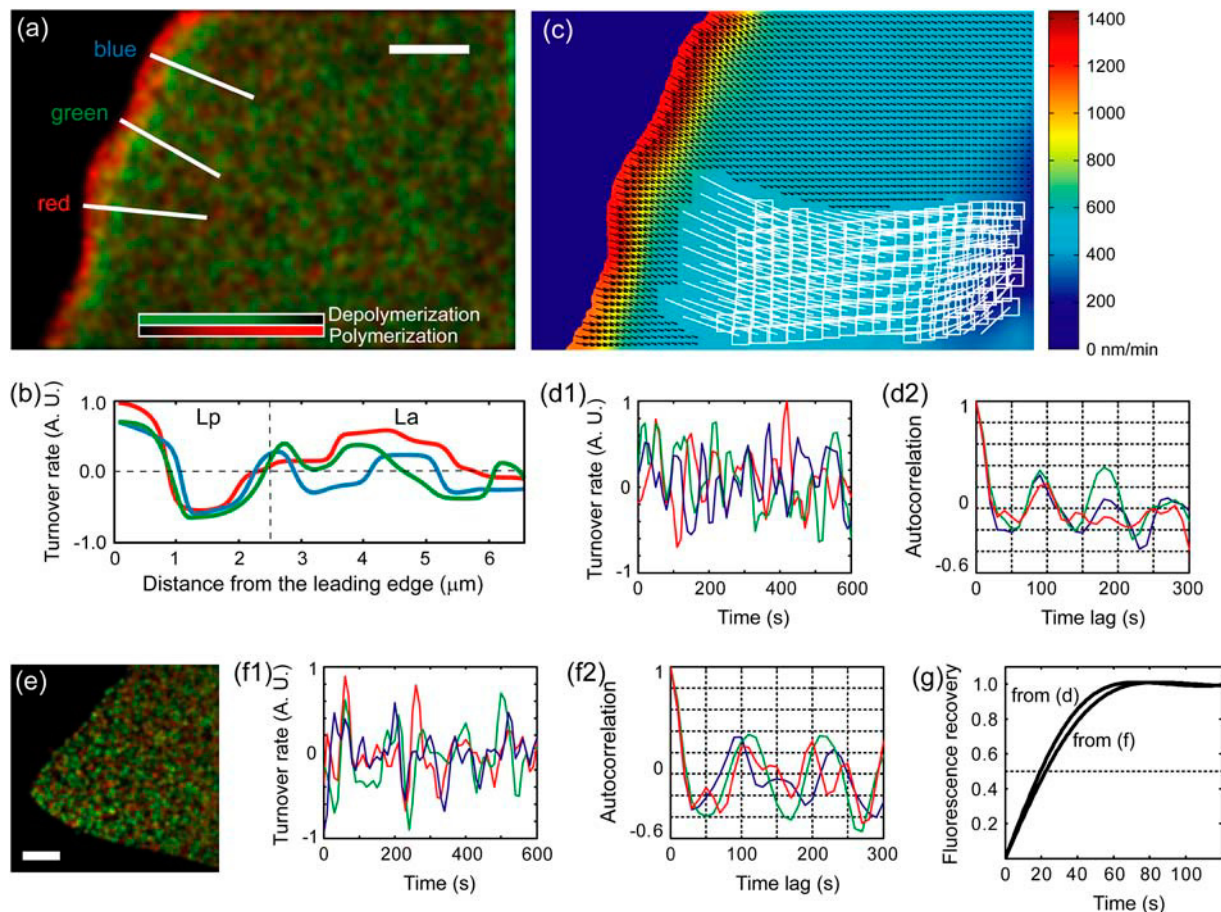 (a)
blue
green
red
Depolymerization
Polymerization
(c)
1400
1200
1000
800
600
400
200
0 nm/min
(b)
Turnover rate (A. U.)
1.0
0.0
-1.0
Lp
La
0 1 2 3 4 5 6
Distance from the leading edge (μm)
(d1)
Turnover rate (A. U.)
1
0
-1
0 200 400 600
Time (s)
(d2)
Autocorrelation
1
0
-0.6
0 100 200 300
Time lag (s)
(e)
(f1)
Turnover rate (A. U.)
1
0
-1
0 200 400 600
Time (s)
(f2)
Autocorrelation
1
0
-0.6
0 100 200 300
Time lag (s)
(g)
Fluorescence recovery
1.0
0.8
0.6
0.4
0.2
from (d)
from (f)
0 20 40 60 80 100
Time (s)